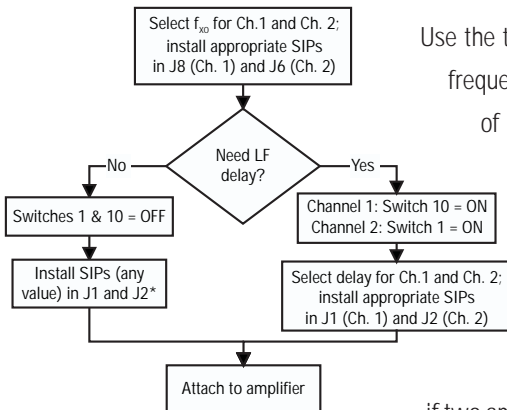 Select fxo for Ch.1 and Ch. 2;
install appropriate SIPs
in J8 (Ch. 1) and J6 (Ch. 2)
Use the
freque
of
Need LF
delay?
No
Yes
Switches 1 & 10 = OFF
Channel 1: Switch 10 = ON
Channel 2: Switch 1 = ON
Install SIPs (any
value) in J1 and J2*
Select delay for Ch.1 and Ch. 2;
install appropriate SIPs
in J1 (Ch. 1) and J2 (Ch. 2)
Attach to amplifier
if two